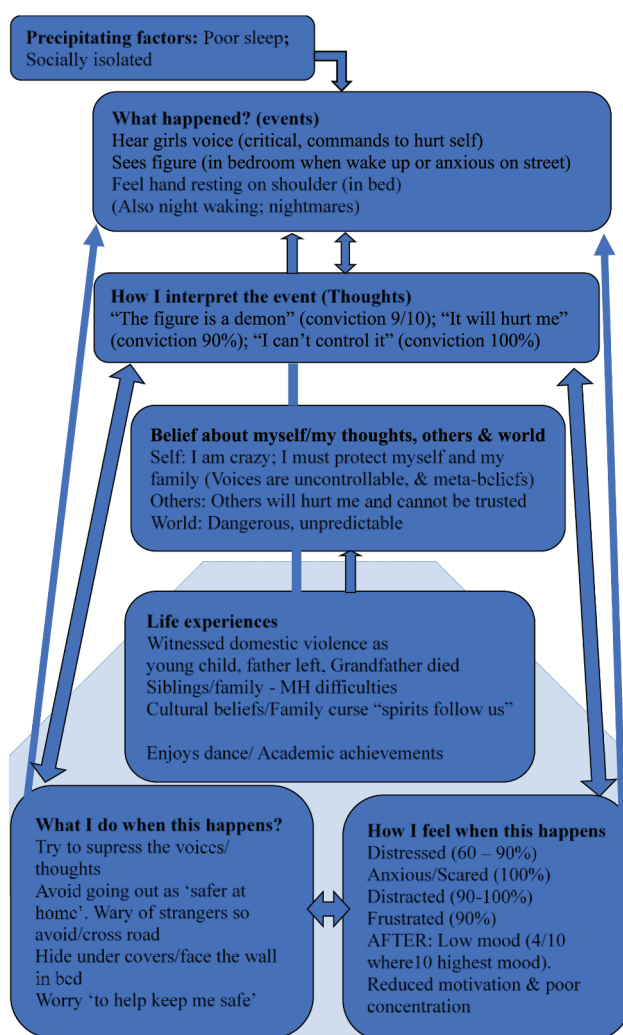 Precipitating factors: Poor sleep;
Socially isolated
What happened? (events)
Hear girls voice (critical, commands to hurt self)
Sees figure (in bedroom when wake up or anxious on street)
Feel hand resting on shoulder (in bed)
(Also night waking; nightmares)
How I interpret the event (Thoughts)
“The figure is a demon” (conviction 9/10); “It will hurt me”
(conviction 90%); “I can’t control it” (conviction 100%)
Belief about myself/my thoughts, others & world
Self: I am crazy; I must protect myself and my
family (Voices are uncontrollable, & meta-beliefs)
Others: Others will hurt me and cannot be trusted
World: Dangerous, unpredictable
Life experiences
Witnessed domestic violence as
young child, father left, Grandfather died
Siblings/family - MH difficulties
Cultural beliefs/Family curse “spirits follow us”
Enjoys dance/ Academic achievements
What I do when this happens?
Try to supress the voices/
thoughts
Avoid going out as ‘safer at
home’. Wary of strangers so
avoid/cross road
Hide under covers/face the wall
in bed
Worry ‘to help keep me safe’
How I feel when this happens
Distressed (60 – 90%)
Anxious/Scared (100%)
Distracted (90-100%)
Frustrated (90%)
AFTER: Low mood (4/10
where10 highest mood).
Reduced motivation & poor
concentration